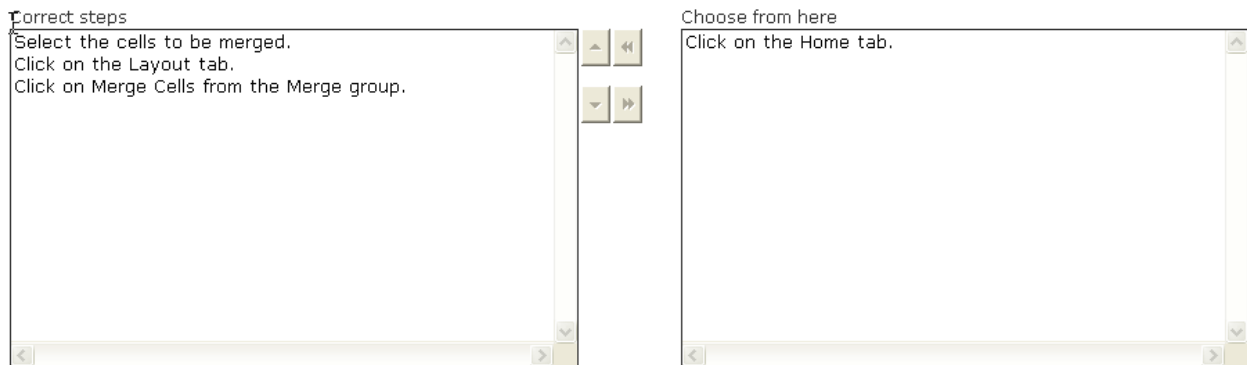 Correct steps
Select the cells to be merged.
Click on the Layout tab.
Click on Merge Cells from the Merge group.
Choose from here
Click on the Home tab.